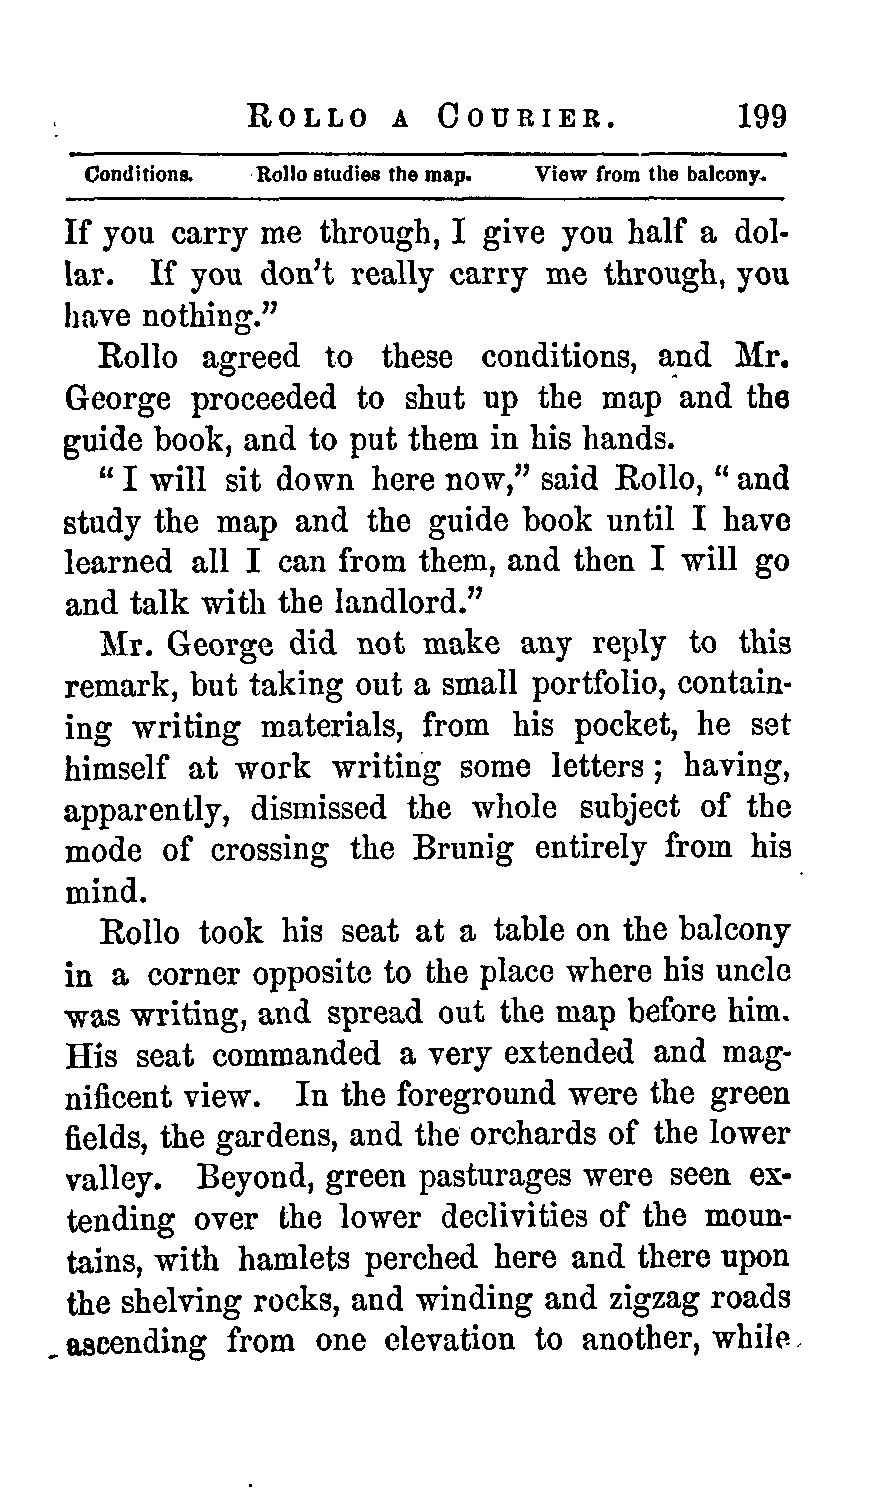 ROLLO A COURIER. 199
Conditions. Rollo studies the map. View from the balcony.
If you carry me through, I give you half a dol-
lar. If you don't really carry me through, you
have nothing."
Rollo agreed to these conditions, and Mr.
George proceeded to shut up the map and the
guide book, and to put them in his hands.
"I will sit down here now," said Rollo, "and
study the map and the guide book until I have
learned all I can from them, and then I will go
and talk with the landlord."
Mr. George did not make any reply to this
remark, but taking out a small portfolio, contain-
ing writing materials, from his pocket, he set
himself at work writing some letters; having,
apparently, dismissed the whole subject of the
mode of crossing the Brunig entirely from his
mind.
Rollo took his seat at a table on the balcony
in a corner opposite to the place where his uncle
was writing, and spread out the map before him.
His seat commanded a very extended and mag-
nificent view. In the foreground were the green
fields, the gardens, and the orchards of the lower
valley. Beyond, green pasturages were seen ex-
tending over the lower declivities of the moun-
tains, with hamlets perched here and there upon
the shelving rocks, and winding and zigzag roads
ascending from one elevation to another, while